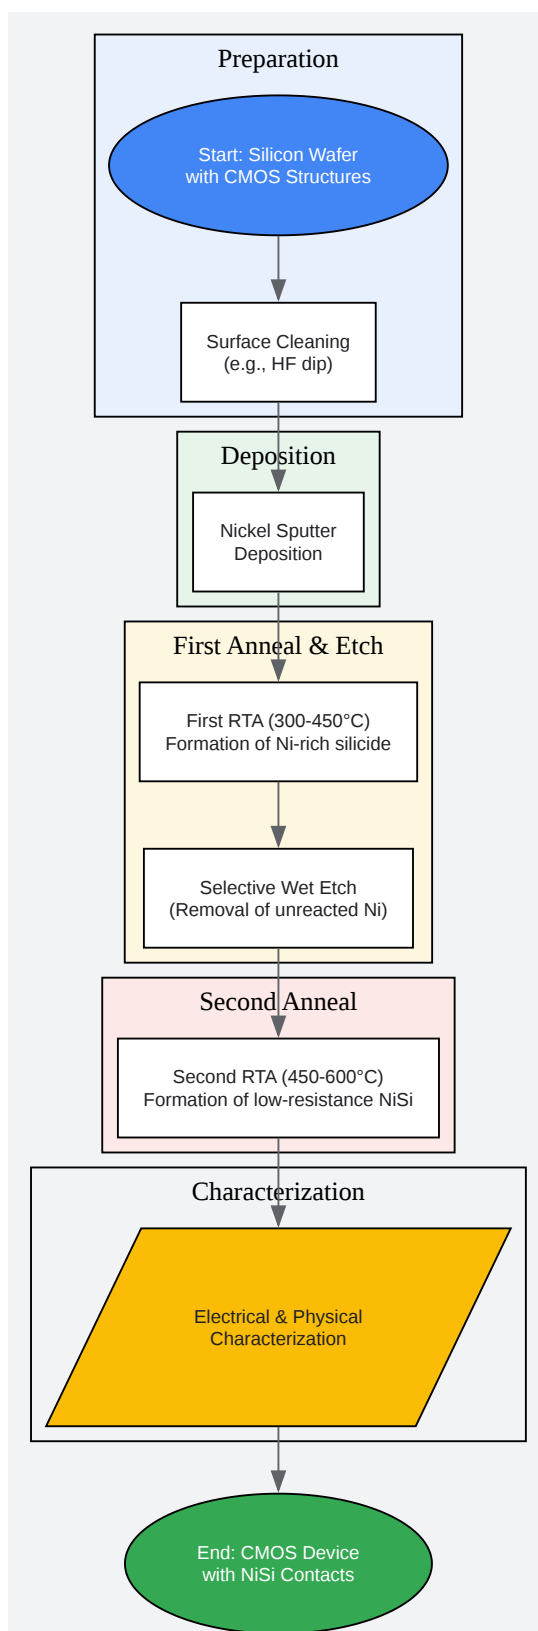 Preparation
Start: Silicon Wafer
with CMOS Structures
Surface Cleaning
(e.g., HF dip)
Deposition
Nickel Sputter
Deposition
First Anneal & Etch
First RTA (300-450°C)
Formation of Ni-rich silicide
Selective Wet Etch
(Removal of unreacted Ni)
Second Anneal
Second RTA (450-600°C)
Formation of low-resistance NiSi
Characterization
Electrical & Physical
Characterization
End: CMOS Device
with NiSi Contacts